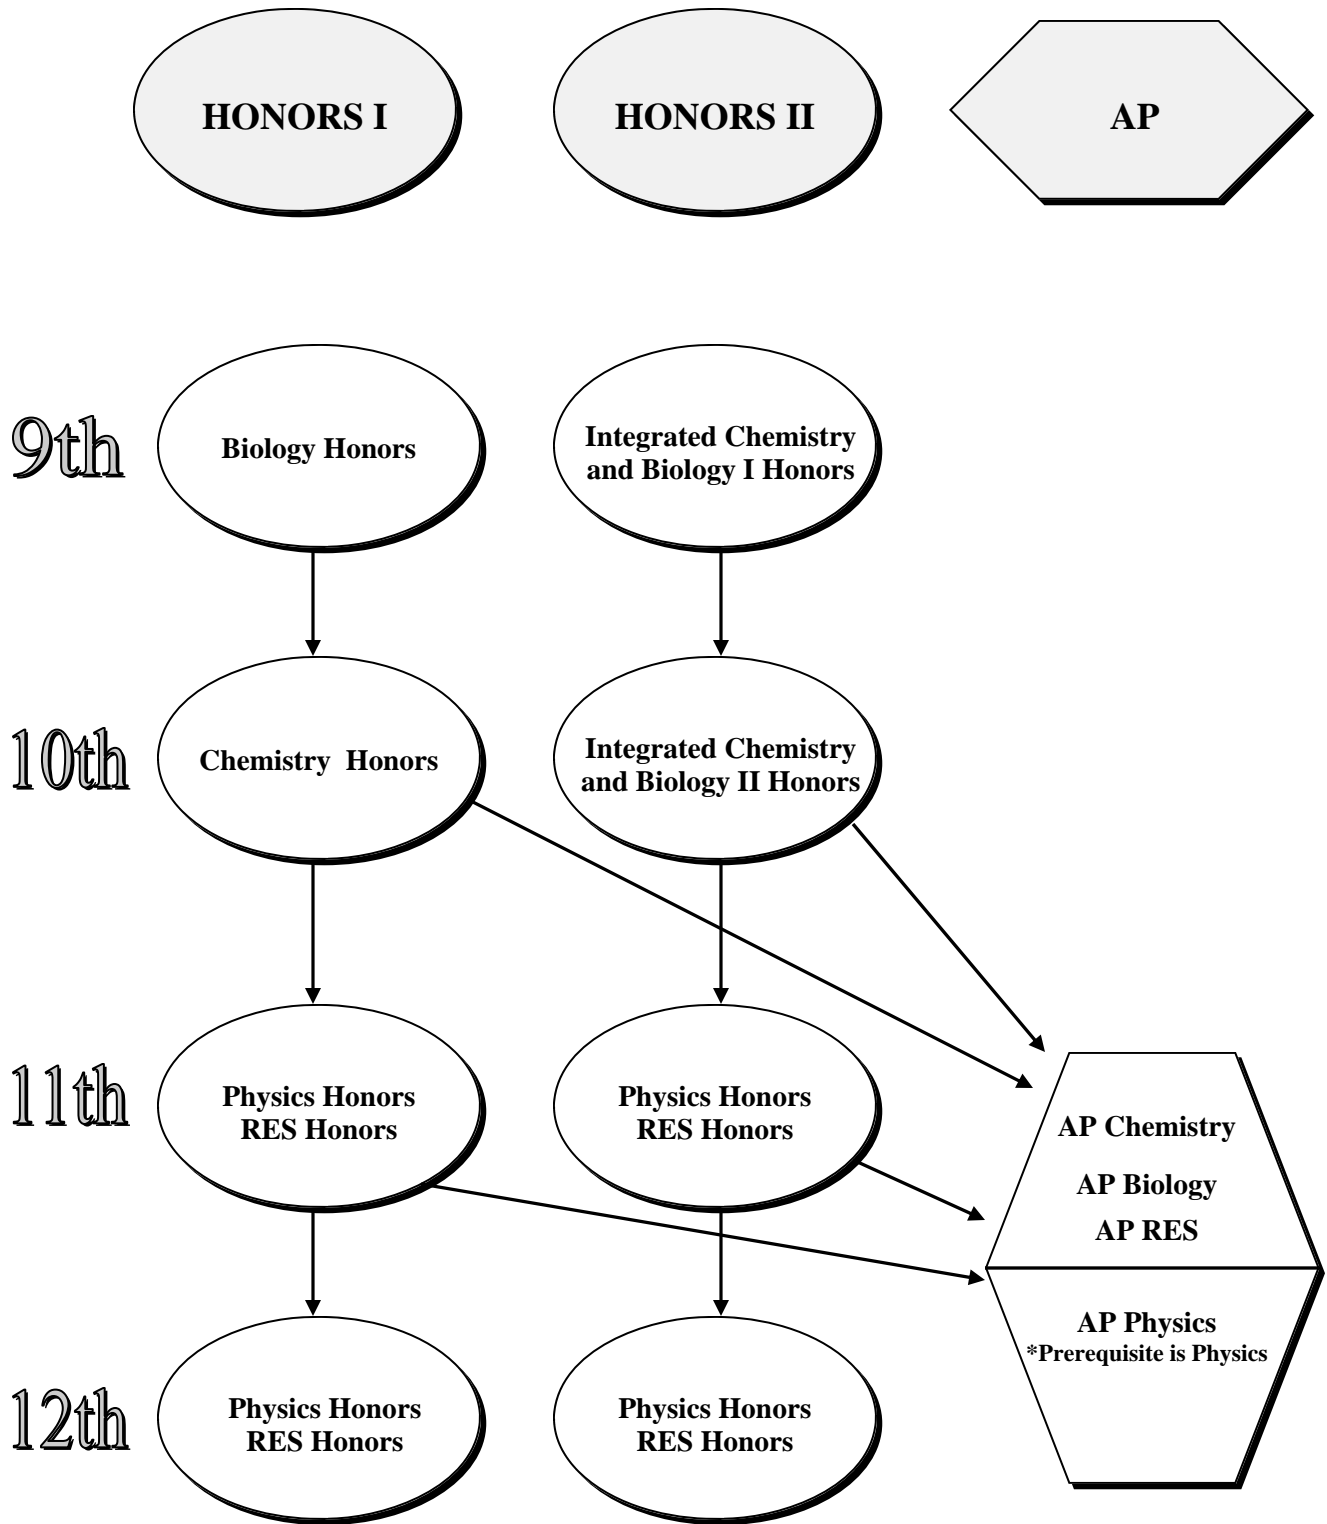 HONORS I
HONORS II
AP
9th
Biology Honors
Integrated Chemistry
and Biology I Honors
10th
Chemistry  Honors
Integrated Chemistry
and Biology II Honors
11th
Physics Honors
RES Honors
Physics Honors
RES Honors
AP Chemistry
AP Biology
AP RES
AP Physics
*Prerequisite is Physics
12th
Physics Honors
RES Honors
Physics Honors
RES Honors